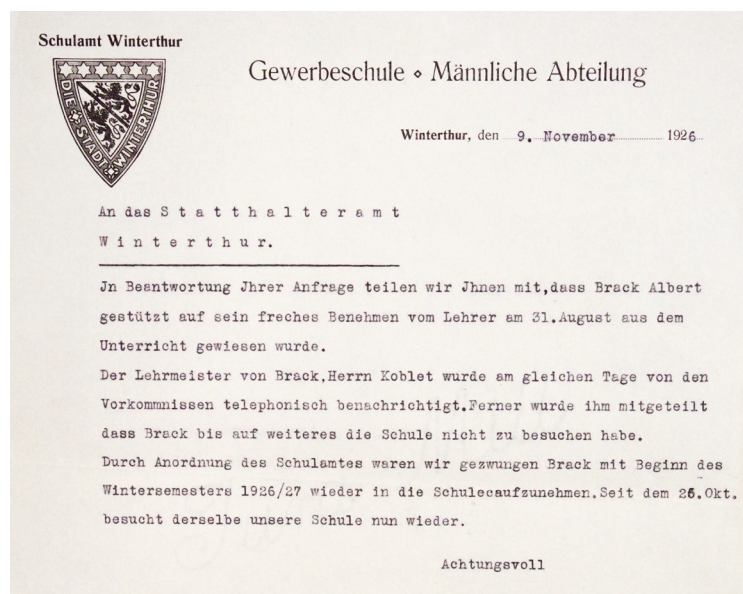 Schulamt Winterthur
DIE STADT WINTERTHUR
Gewerbeschule ⋄ Männliche Abteilung
Winterthur, den 9. November 1926
An das S t a t t h a l t e r a m t
W i n t e r t h u r.
Jn Beantwortung Jhrer Anfrage teilen wir Jhnen mit,dass Brack Albert
gestützt auf sein freches Benehmen vom Lehrer am 31.August aus dem
Unterricht gewiesen wurde.
Der Lehrmeister von Brack,Herrn Koblet wurde am gleichen Tage von den
Vorkommnissen telephonisch benachrichtigt.Ferner wurde ihm mitgeteilt
dass Brack bis auf weiteres die Schule nicht zu besuchen habe.
Durch Anordnung des Schulamtes waren wir gezwungen Brack mit Beginn des
Wintersemesters 1926/27 wieder in die Schulecaufzunehmen.Seit dem 26.Okt.
besucht derselbe unsere Schule nun wieder.
Achtungsvoll